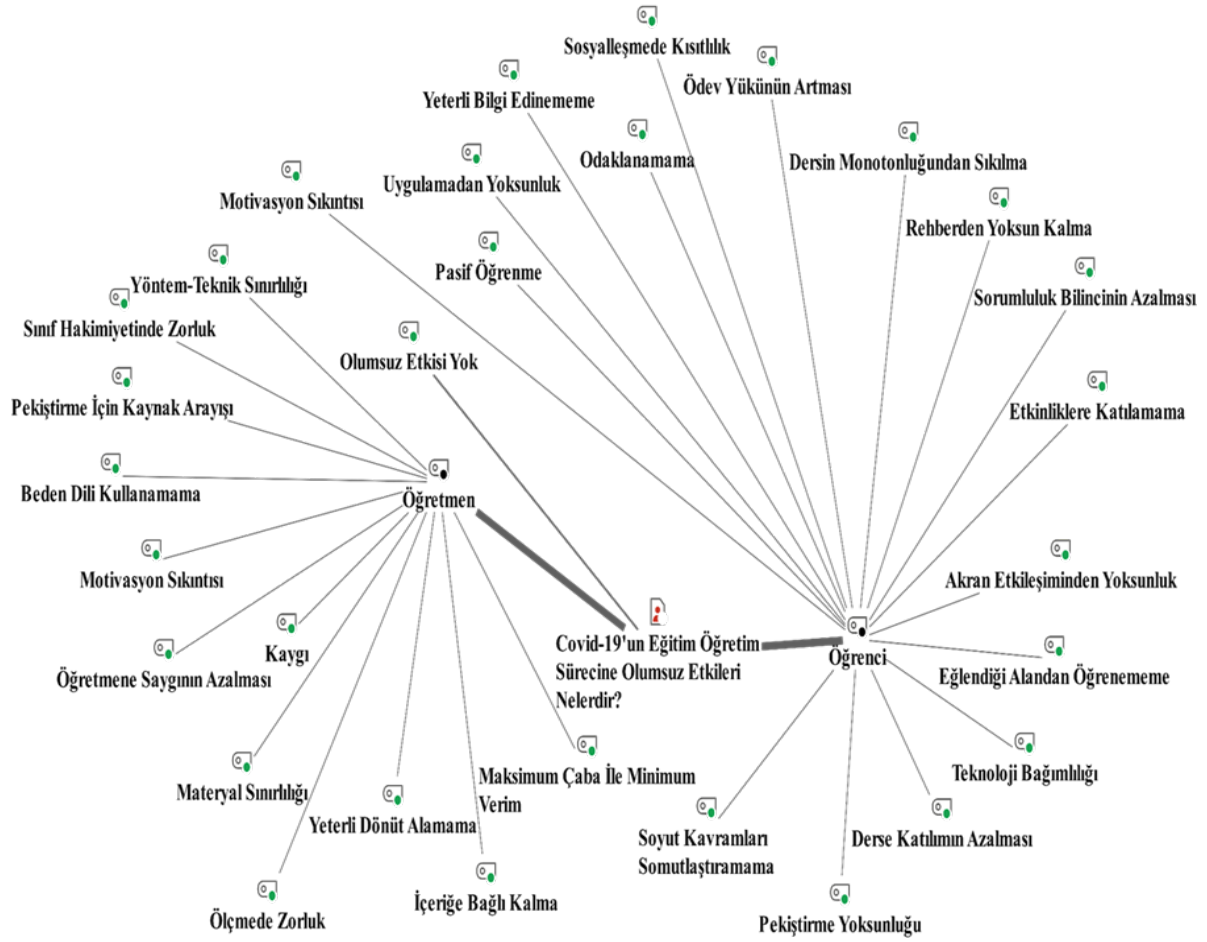 Sosyalleşmede Kısıtlılık
Ödev Yükünün Artması
Yeterli Bilgi Edinememe
Odaklanamama
Dersin Monotonluğundan Sıkılma
Uygulamadan Yoksunluk
Motivasyon Sıkıntısı
Rehberden Yoksun Kalma
Pasif Öğrenme
Yöntem-Teknik Sınırlılığı
Sorumluluk Bilincinin Azalması
Sınıf Hakimiyetinde Zorluk
Olumsuz Etkisi Yok
Pekiştirme İçin Kaynak Arayışı
Etkinliklere Katılamama
Beden Dili Kullanamama
Öğretmen
Motivasyon Sıkıntısı
Akran Etkileşiminden Yoksunluk
Kaygı
Covid-19'un Eğitim Öğretim
Sürecine Olumsuz Etkileri
Nelerdir?
Öğrenci
Öğretmene Saygının Azalması
Eğlendiği Alandan Öğrenememe
Maksimum Çaba İle Minimum
Verim
Teknoloji Bağımlılığı
Materyal Sınırlılığı
Yeterli Dönüt Alamama
Soyut Kavramları
Somutlaştıramama
Derse Katılımın Azalması
İçeriğe Bağlı Kalma
Ölçmede Zorluk
Pekiştirme Yoksunluğu